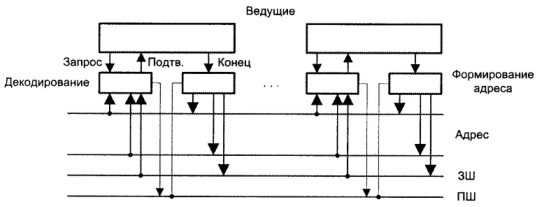 Ведущие
Запрос Подтв. Конец
Декодирование
Формирование
адреса
. . .
Адрес
ЗШ
ПШ